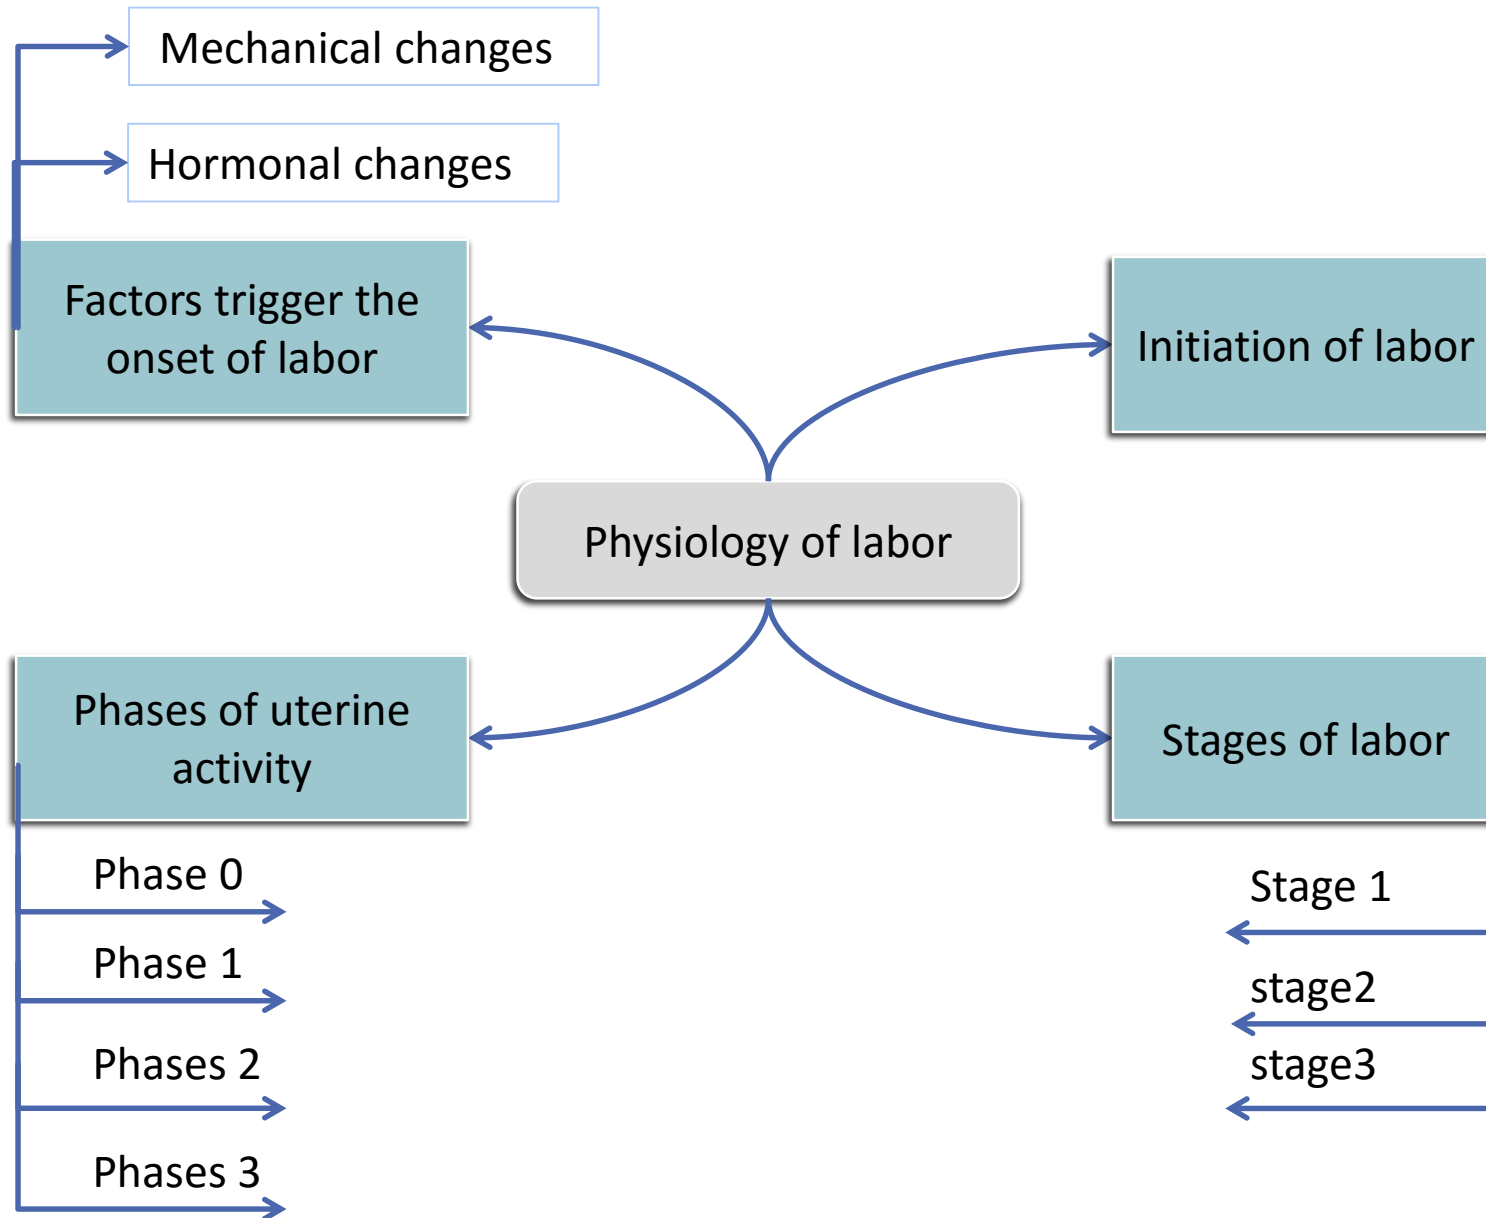 Mechanical changes
Hormonal changes
Factors trigger the
onset of labor
Initiation of labor
Physiology of labor
Phases of uterine
activity
Stages of labor
Phase 0
Phase 1
Phases 2
Phases 3
Stage 1
stage2
stage3